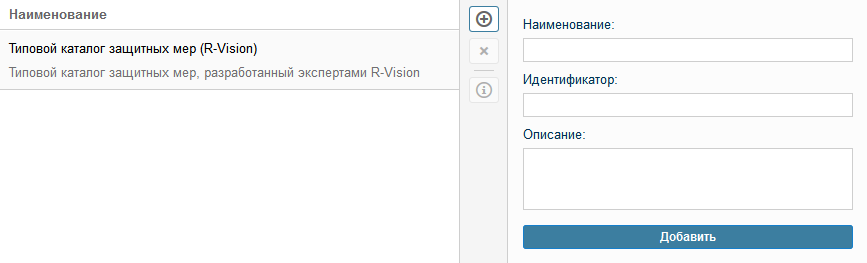 Наименование
Типовой каталог защитных мер (R-Vision)
Типовой каталог защитных мер, разработанный экспертами R-Vision
Наименование:
Идентификатор:
Описание:
Добавить